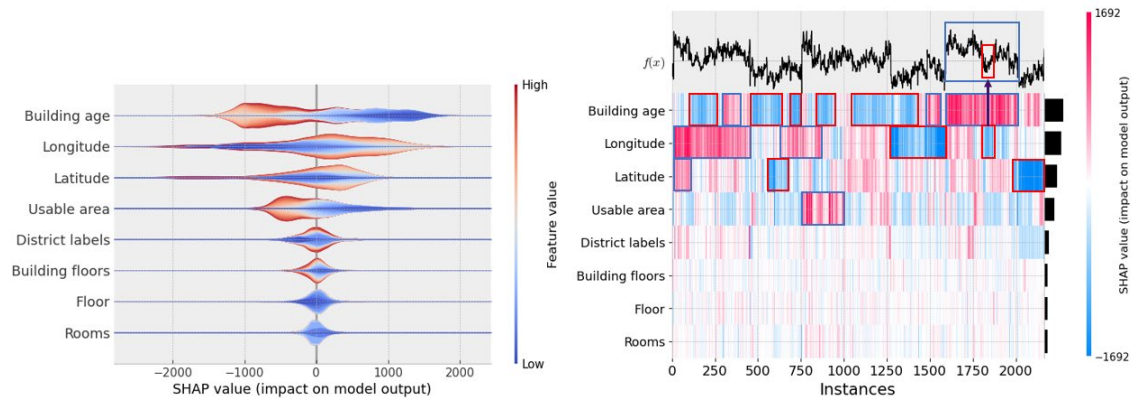 Building age
Longitude
Latitude
Usable area
District labels
Building floors
Floor
Rooms
−2000 −1000 0 1000 2000
SHAP value (impact on model output)
High
Low
Feature value
f(x)
Building age
Longitude
Latitude
Usable area
District labels
Building floors
Floor
Rooms
0 250 500 750 1000 1250 1500 1750 2000
Instances
1692
−1692
SHAP value (impact on model output)